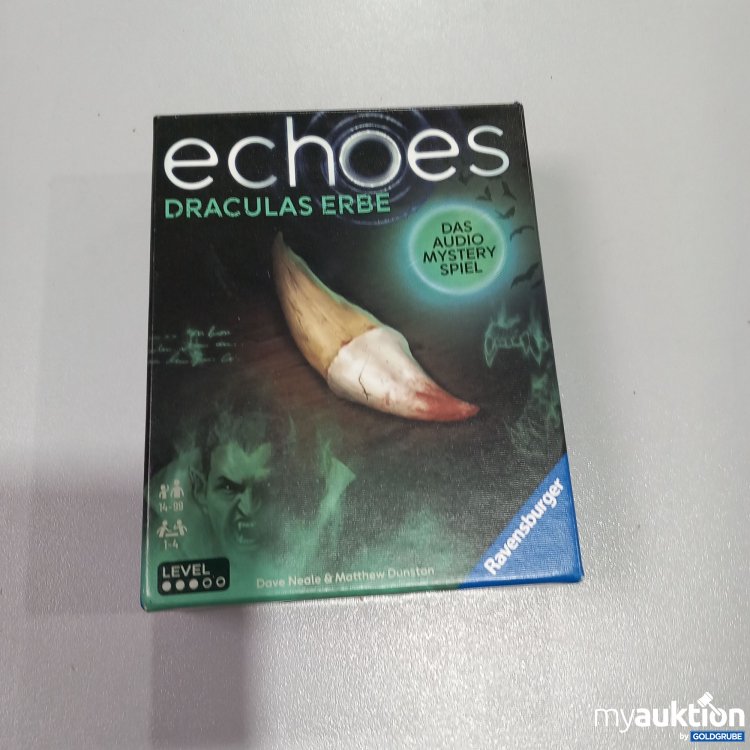 echoes
DRACULAS ERBE
DAS
AUDIO
MYSTERY
SPIEL
14-99
1-4
LEVEL
Dave Neale & Matthew Dunstan
Ravensburger
myauktion
by GOLDGRUBE